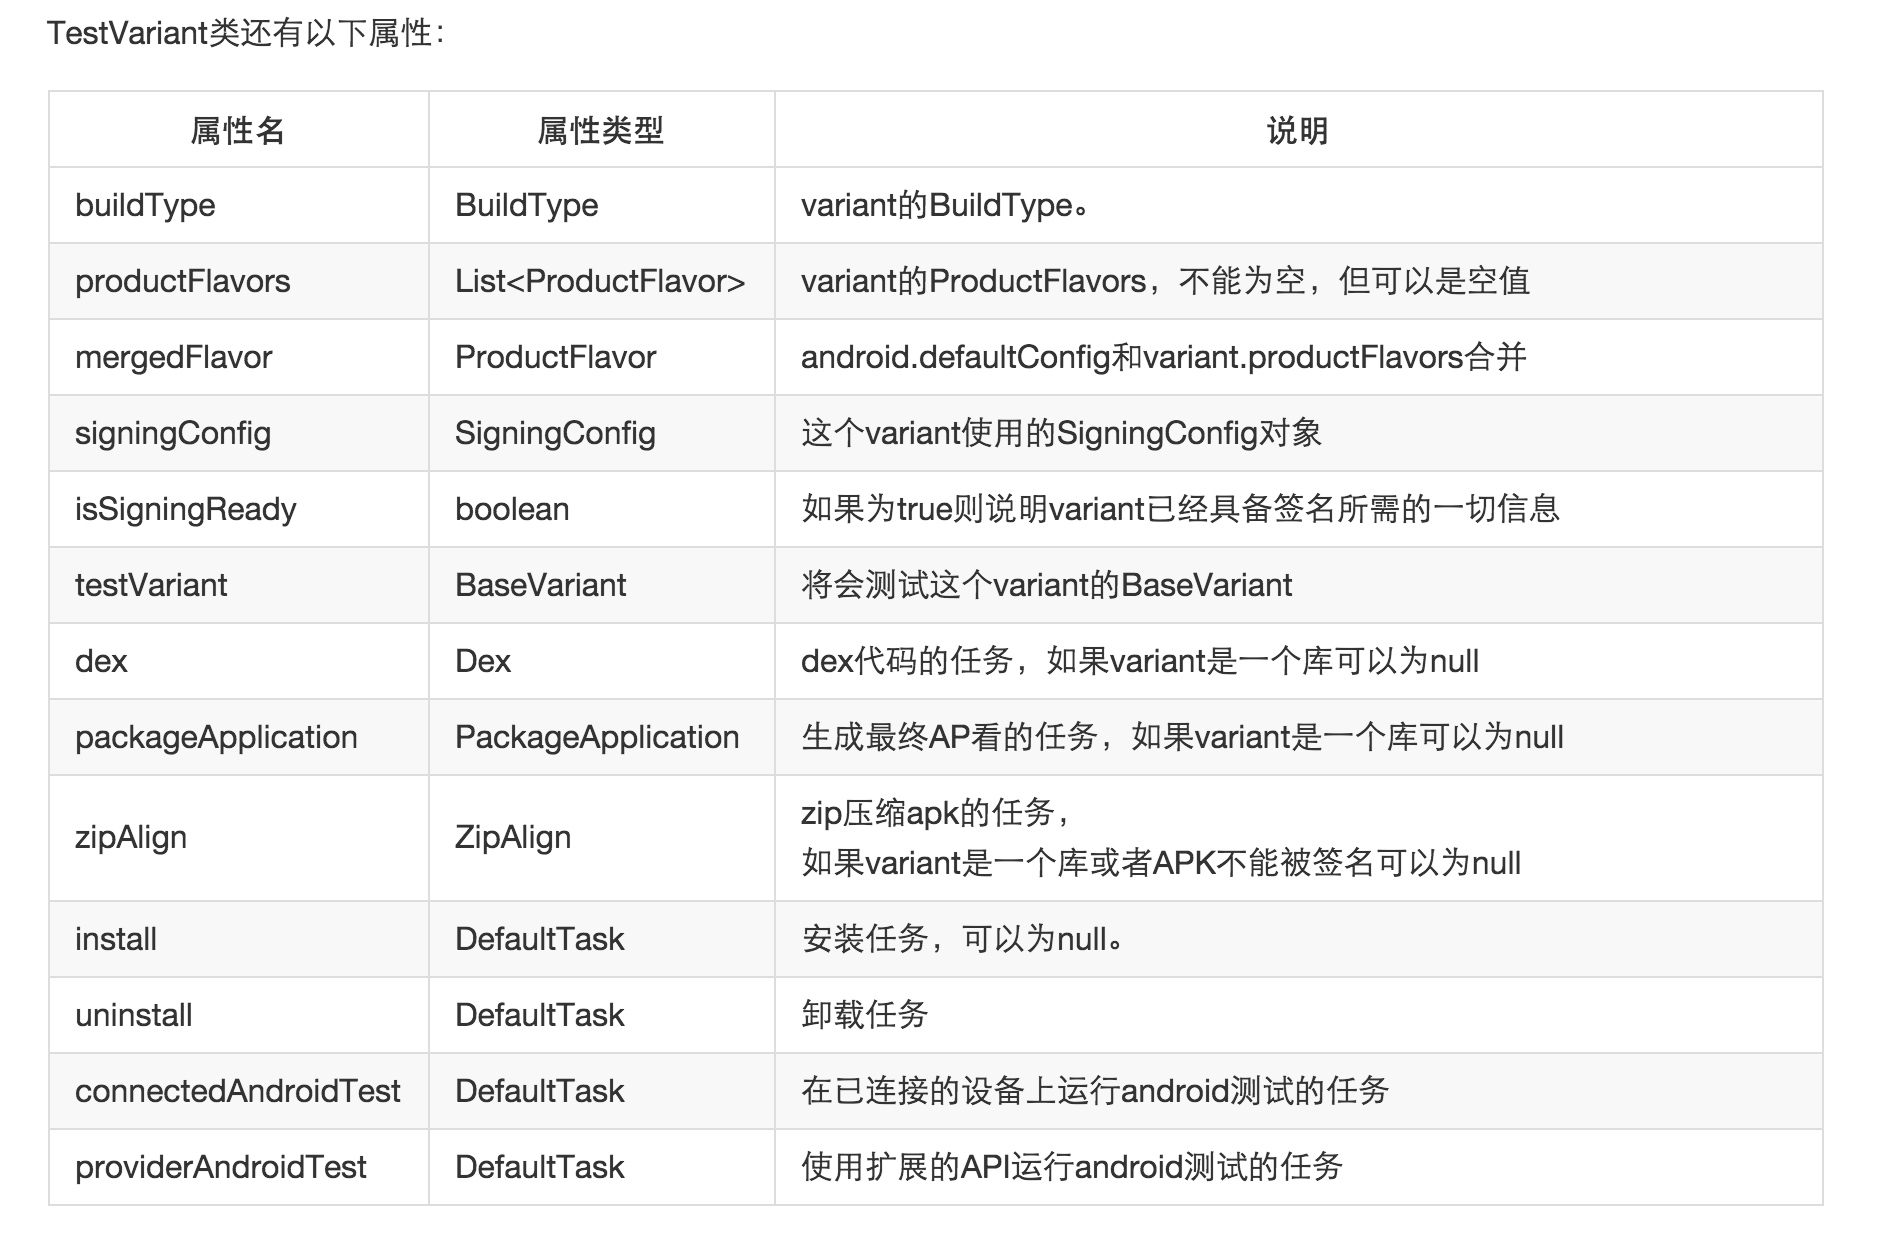 TestVariant类还有以下属性：
属性名 属性类型 说明
buildType BuildType variant的BuildType。
productFlavors List<ProductFlavor> variant的ProductFlavors，不能为空，但可以是空值
mergedFlavor ProductFlavor android.defaultConfig和variant.productFlavors合并
signingConfig SigningConfig 这个variant使用的SigningConfig对象
isSigningReady boolean 如果为true则说明variant已经具备签名所需的一切信息
testVariant BaseVariant 将会测试这个variant的BaseVariant
dex Dex dex代码的任务，如果variant是一个库可以为null
packageApplication PackageApplication 生成最终AP看的任务，如果variant是一个库可以为null
zipAlign ZipAlign zip压缩apk的任务，
如果variant是一个库或者APK不能被签名可以为null
install DefaultTask 安装任务，可以为null。
uninstall DefaultTask 卸载任务
connectedAndroidTest DefaultTask 在已连接的设备上运行android测试的任务
providerAndroidTest DefaultTask 使用扩展的API运行android测试的任务